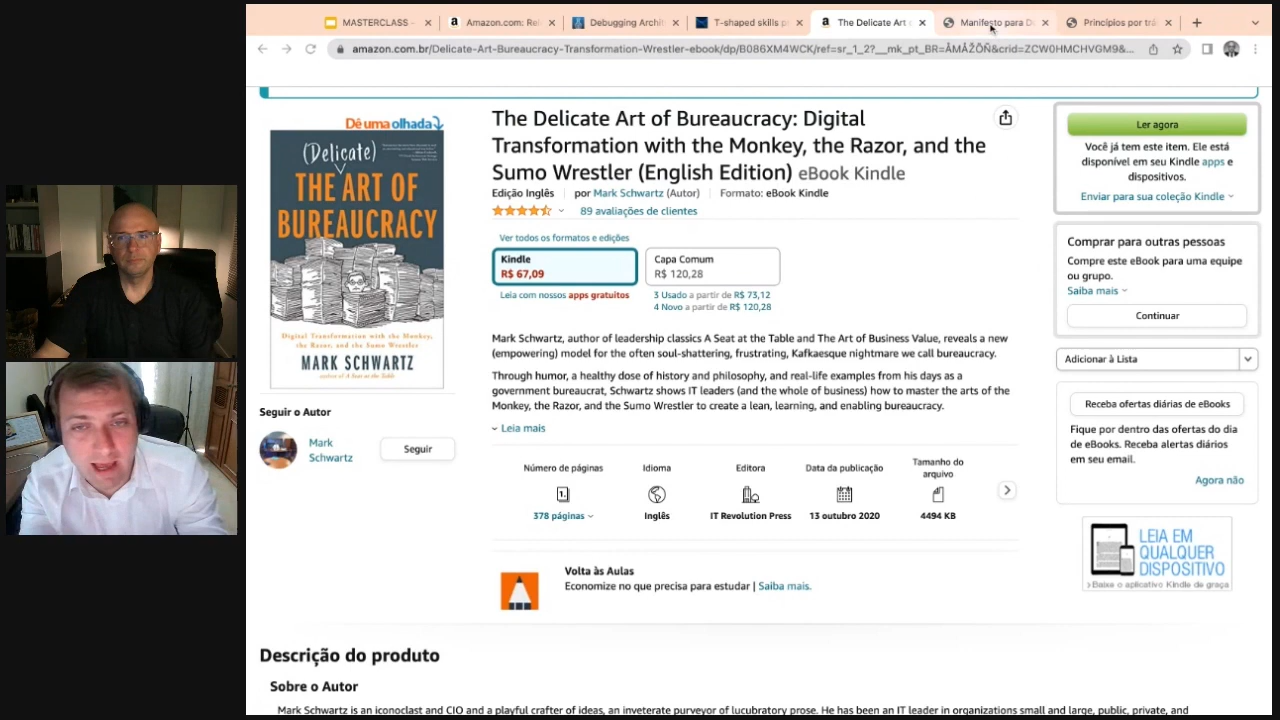 MASTERCLASS -
Amazon.com: Rei
Debugging Archi
T-shaped skills p
The Delicate Art
Manifesto para D
Princípios por trá
amazon.com.br/Delicate-Art-Bureaucracy-Transformation-Wrestler-ebook/dp/B086XM4WCK/ref=sr_1_2?__mk_pt_BR=ÅMÅŽÕÑ&crid=ZCW0HMCHVGM9&...
Dê uma olhada
(Delicate)
THE ART OF
BUREAUCRACY
Digital Transformation with the Monkey,
the Razor, and the Sumo Wrestler
MARK SCHWARTZ
author of A Seat at the Table
Seguir o Autor
Mark
Schwartz
Seguir
The Delicate Art of Bureaucracy: Digital
Transformation with the Monkey, the Razor, and the
Sumo Wrestler (English Edition) eBook Kindle
Edição Inglês | por Mark Schwartz (Autor) | Formato: eBook Kindle
89 avaliações de clientes
Ver todos os formatos e edições
Kindle
R$ 67,09
Leia com nossos apps gratuitos
Capa Comum
R$ 120,28
3 Usado a partir de R$ 73,12
4 Novo a partir de R$ 120,28
Mark Schwartz, author of leadership classics A Seat at the Table and The Art of Business Value, reveals a new
(empowering) model for the often soul-shattering, frustrating, Kafkaesque nightmare we call bureaucracy.
Through humor, a healthy dose of history and philosophy, and real-life examples from his days as a
government bureaucrat, Schwartz shows IT leaders (and the whole of business) how to master the arts of the
Monkey, the Razor, and the Sumo Wrestler to create a lean, learning, and enabling bureaucracy.
Leia mais
Número de páginas
378 páginas
Idioma
Inglês
Editora
IT Revolution Press
Data da publicação
13 outubro 2020
Tamanho do
arquivo
4494 KB
Volta às Aulas
Economize no que precisa para estudar | Saiba mais.
Ler agora
Você já tem este item. Ele está
disponível em seu Kindle apps e
dispositivos.
Enviar para sua coleção Kindle
Comprar para outras pessoas
Compre este eBook para uma equipe
ou grupo.
Saiba mais
Continuar
Adicionar à Lista
Receba ofertas diárias de eBooks
Fique por dentro das ofertas do dia
de eBooks. Receba alertas diários
em seu email.
Agora não
LEIA EM
QUALQUER
DISPOSITIVO
>Baixe o aplicativo Kindle de graça
Descrição do produto
Sobre o Autor
Mark Schwartz is an iconoclast and CIO and a playful crafter of ideas, an inveterate purveyor of lucubratory prose. He has been an IT leader in organizations small and large, public, private, and